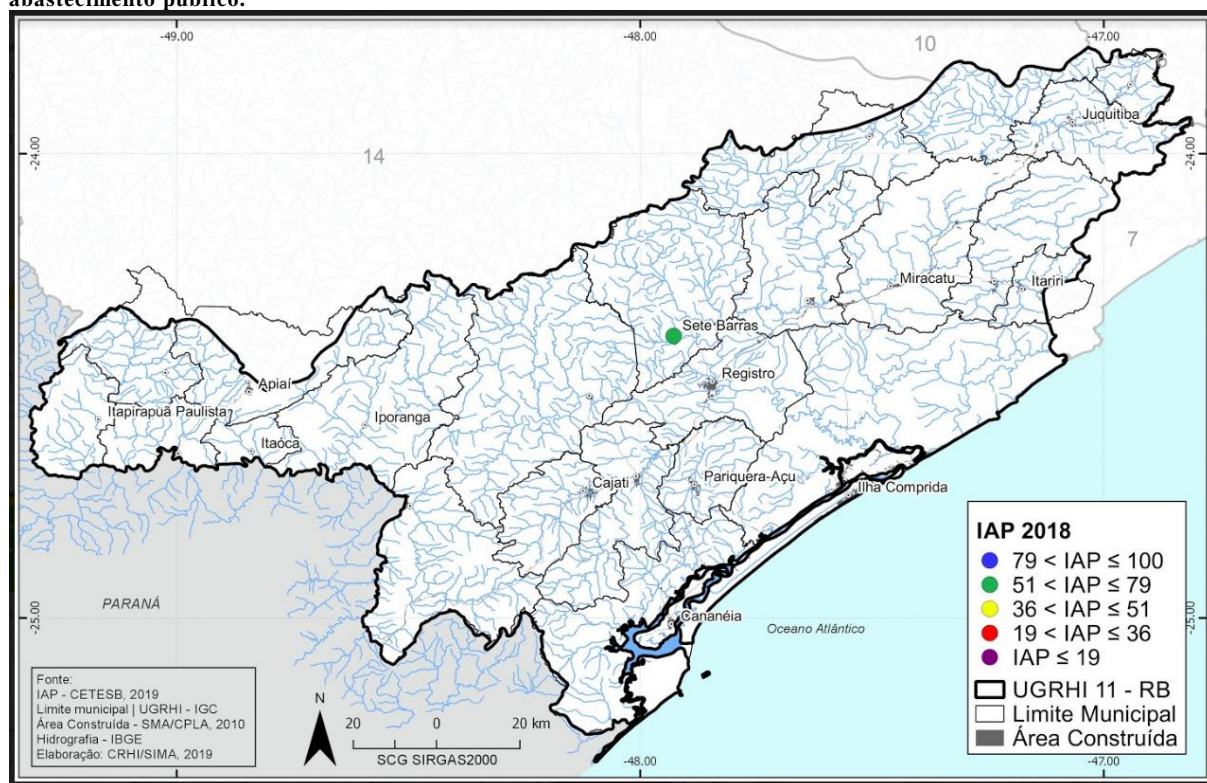 abastecimento público.
-49.00
-48.00
-47.00
10
6
Juquitiba
-24.00
-24.00
14
7
Miracatu
Itariri
Sete Barras
Registro
Apiaí
Itapirapuã Paulista
Iporanga
Itaóca
Cajati
Pariquera-Açu
Ilha Comprida
PARANÁ
Cananéia
Oceano Atlântico
-25.00
-25.00
IAP 2018
79 < IAP ≤ 100
51 < IAP ≤ 79
36 < IAP ≤ 51
19 < IAP ≤ 36
IAP ≤ 19
UGRHI 11 - RB
Limite Municipal
Área Construída
Fonte:
IAP - CETESB, 2019
Limite municipal | UGRHI - IGC
Área Construída - SMA/CPLA, 2010
Hidrografia - IBGE
Elaboração: CRHI/SIMA, 2019
N
20 0 20 km
SCG SIRGAS2000
-49.00
-48.00
-47.00